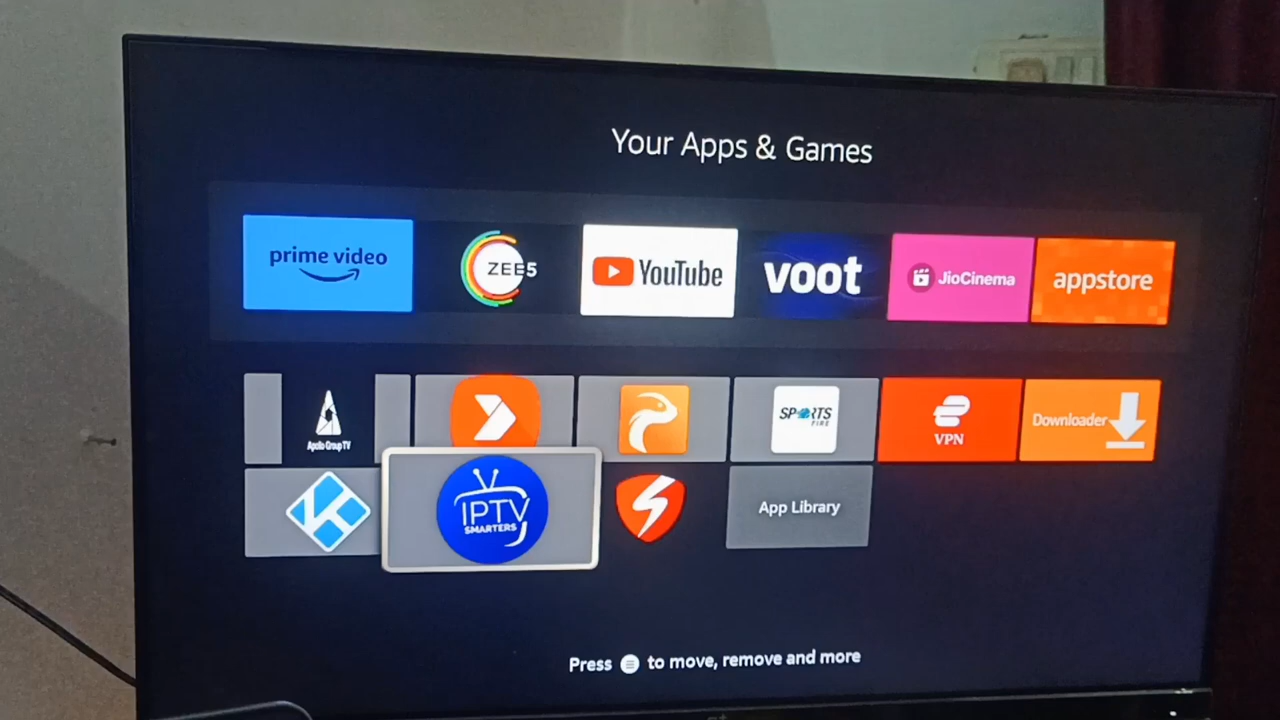 Your Apps & Games
prime video
ZEE5
YouTube
voot
JioCinema
appstore
Apollo Group TV
SPORTS
FIRE
VPN
Downloader
IPTV
SMARTERS
App Library
Press to move, remove and more